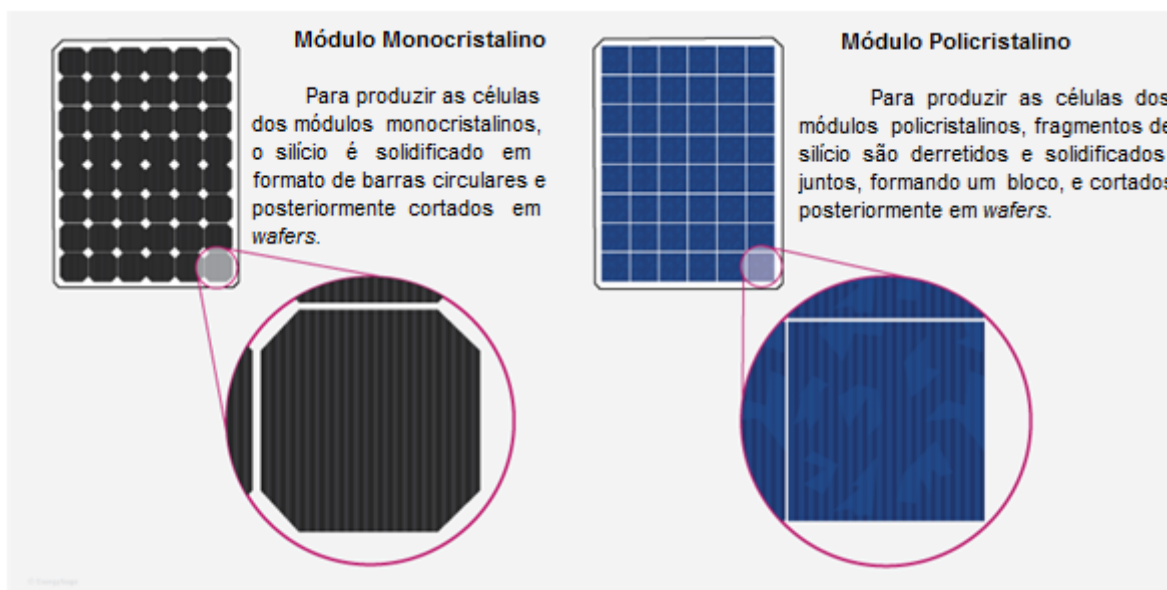 Módulo Monocristalino
Para produzir as células
dos módulos monocristalinos,
o silício é solidificado em
formato de barras circulares e
posteriormente cortados em
wafers.
Módulo Policristalino
Para produzir as células dos
módulos policristalinos, fragmentos de
silício são derretidos e solidificados
juntos, formando um bloco, e cortados
posteriormente em wafers.